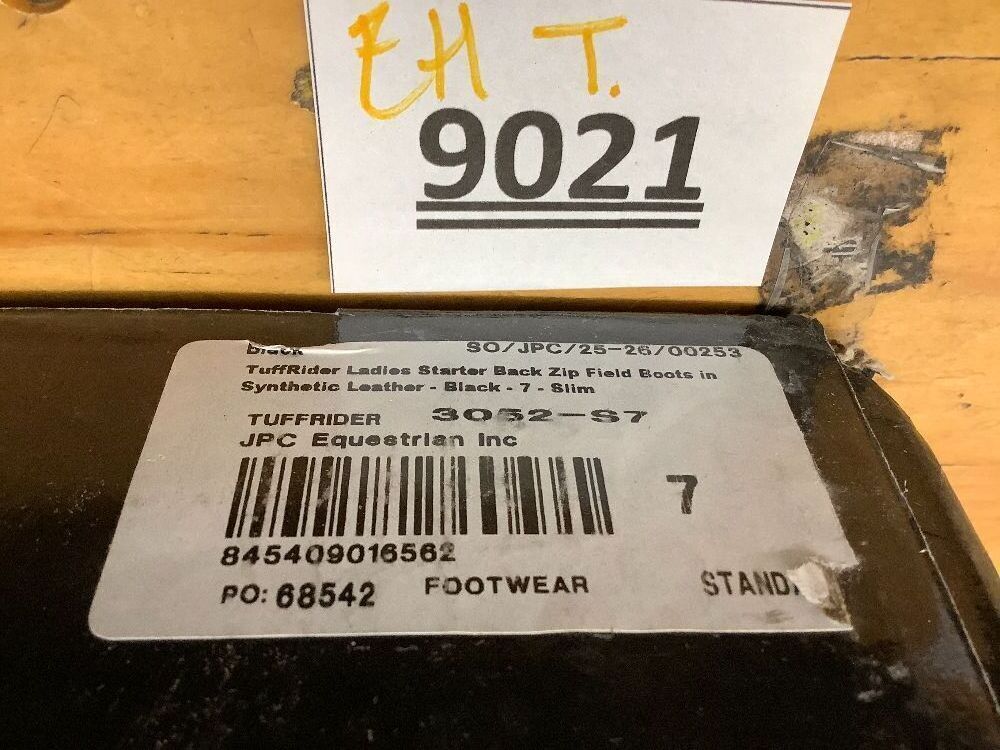 EH T.
9021
Black SO/JPC/25-26/00253
TuffRider Ladies Starter Back Zip Field Boots in
Synthetic Leather - Black - 7 - Slim
TUFFRIDER 3052-S7
JPC Equestrian Inc
7
845409016562
PO: 68542 FOOTWEAR